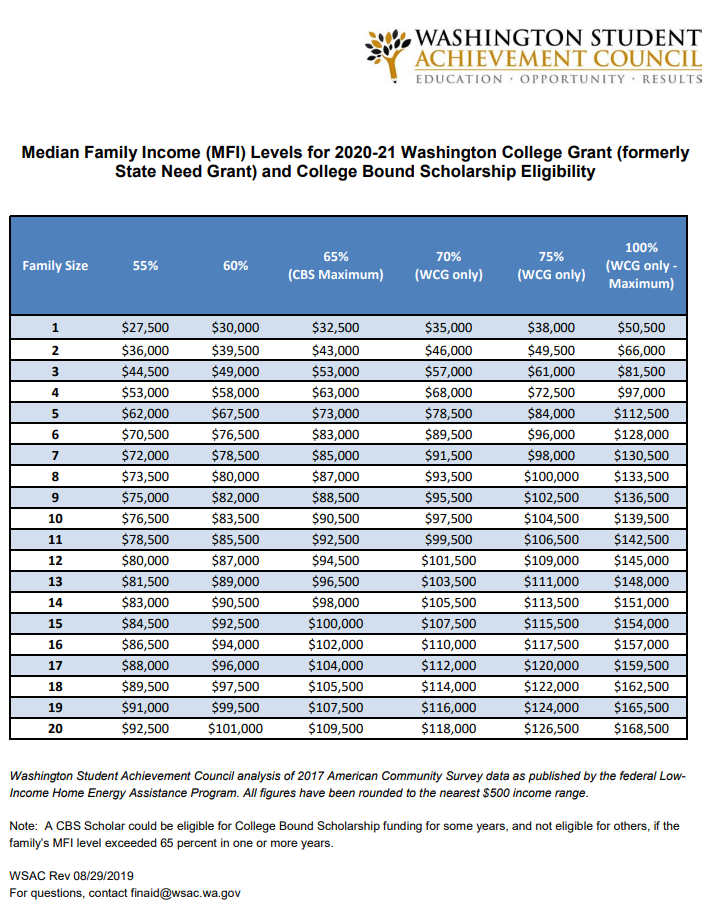 WASHINGTON STUDENT
ACHIEVEMENT COUNCIL
EDUCATION · OPPORTUNITY · RESULTS
Median Family Income (MFI) Levels for 2020-21 Washington College Grant (formerly
State Need Grant) and College Bound Scholarship Eligibility
Family Size 55% 60% 65% (CBS Maximum) 70% (WCG only) 75% (WCG only) 100% (WCG only - Maximum)
1 $27,500 $30,000 $32,500 $35,000 $38,000 $50,500
2 $36,000 $39,500 $43,000 $46,000 $49,500 $66,000
3 $44,500 $49,000 $53,000 $57,000 $61,000 $81,500
4 $53,000 $58,000 $63,000 $68,000 $72,500 $97,000
5 $62,000 $67,500 $73,000 $78,500 $84,000 $112,500
6 $70,500 $76,500 $83,000 $89,500 $96,000 $128,000
7 $72,000 $78,500 $85,000 $91,500 $98,000 $130,500
8 $73,500 $80,000 $87,000 $93,500 $100,000 $133,500
9 $75,000 $82,000 $88,500 $95,500 $102,500 $136,500
10 $76,500 $83,500 $90,500 $97,500 $104,500 $139,500
11 $78,500 $85,500 $92,500 $99,500 $106,500 $142,500
12 $80,000 $87,000 $94,500 $101,500 $109,000 $145,000
13 $81,500 $89,000 $96,500 $103,500 $111,000 $148,000
14 $83,000 $90,500 $98,000 $105,500 $113,500 $151,000
15 $84,500 $92,500 $100,000 $107,500 $115,500 $154,000
16 $86,500 $94,000 $102,000 $110,000 $117,500 $157,000
17 $88,000 $96,000 $104,000 $112,000 $120,000 $159,500
18 $89,500 $97,500 $105,500 $114,000 $122,000 $162,500
19 $91,000 $99,500 $107,500 $116,000 $124,000 $165,500
20 $92,500 $101,000 $109,500 $118,000 $126,500 $168,500
Washington Student Achievement Council analysis of 2017 American Community Survey data as published by the federal Low-
Income Home Energy Assistance Program. All figures have been rounded to the nearest $500 income range.
Note: A CBS Scholar could be eligible for College Bound Scholarship funding for some years, and not eligible for others, if the
family's MFI level exceeded 65 percent in one or more years.
WSAC Rev 08/29/2019
For questions, contact finaid@wsac.wa.gov